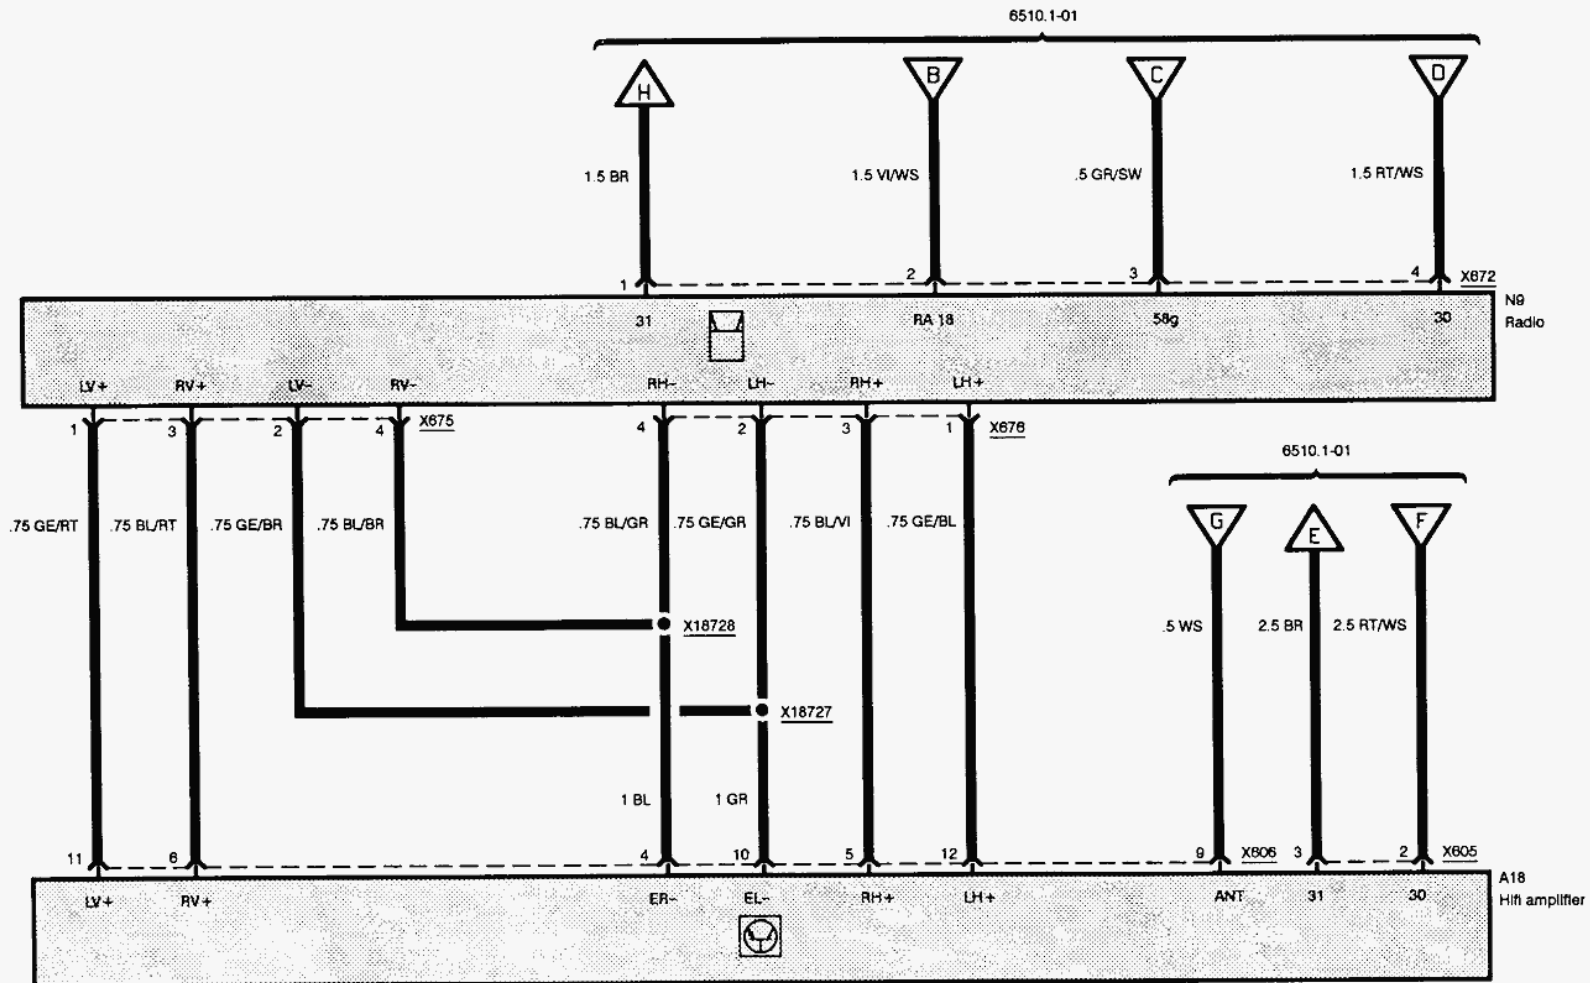 6510.1-01
H B C D
1.5 BR 1.5 VI/WS .5 GR/SW 1.5 RT/WS
1 2 3 4 X672
N9
31 RA 18 58g 30 Radio
LV+ RV+ LV- RV- RH- LH- RH+ LH+
1 3 2 4 X675 4 2 3 1 X676
6510.1-01
.75 GE/RT .75 BL/RT .75 GE/BR .75 BL/BR .75 BL/GR .75 GE/GR .75 BL/VI .75 GE/BL G E F
X18728 .5 WS 2.5 BR 2.5 RT/WS
X18727
1 BL 1 GR
11 6 4 10 5 12 9 X606 3 2 X605
A18
LV+ RV+ ER- EL- RH+ LH+ ANT 31 30 Hifi amplifier